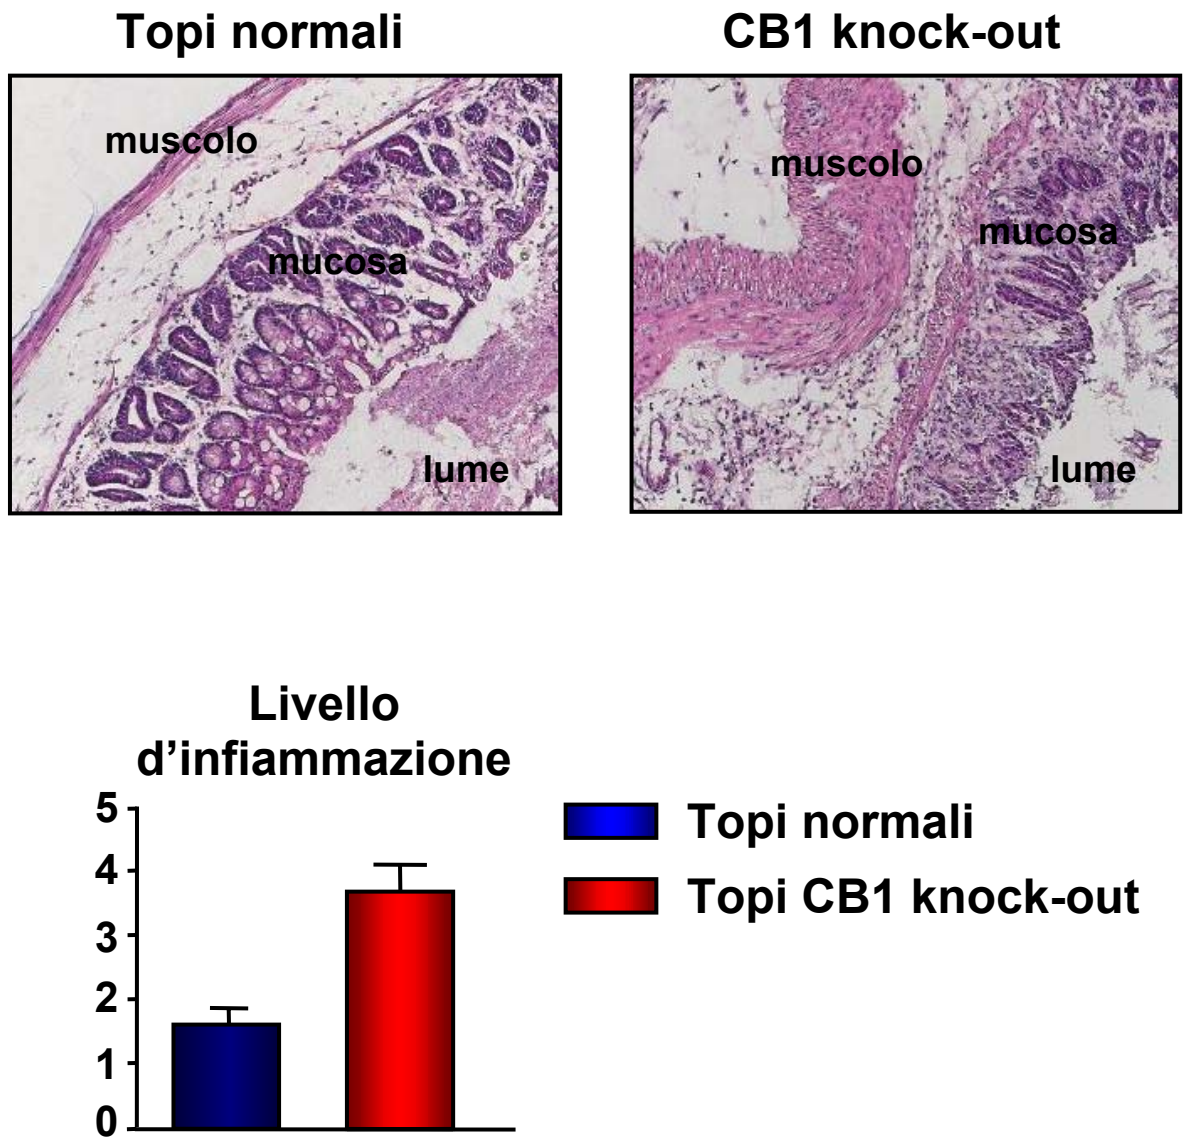 Topi normali
CB1 knock-out
muscolo
mucosa
lume
muscolo
mucosa
lume
Livello
d’infiammazione
5
4
3
2
1
0
Topi normali
Topi CB1 knock-out